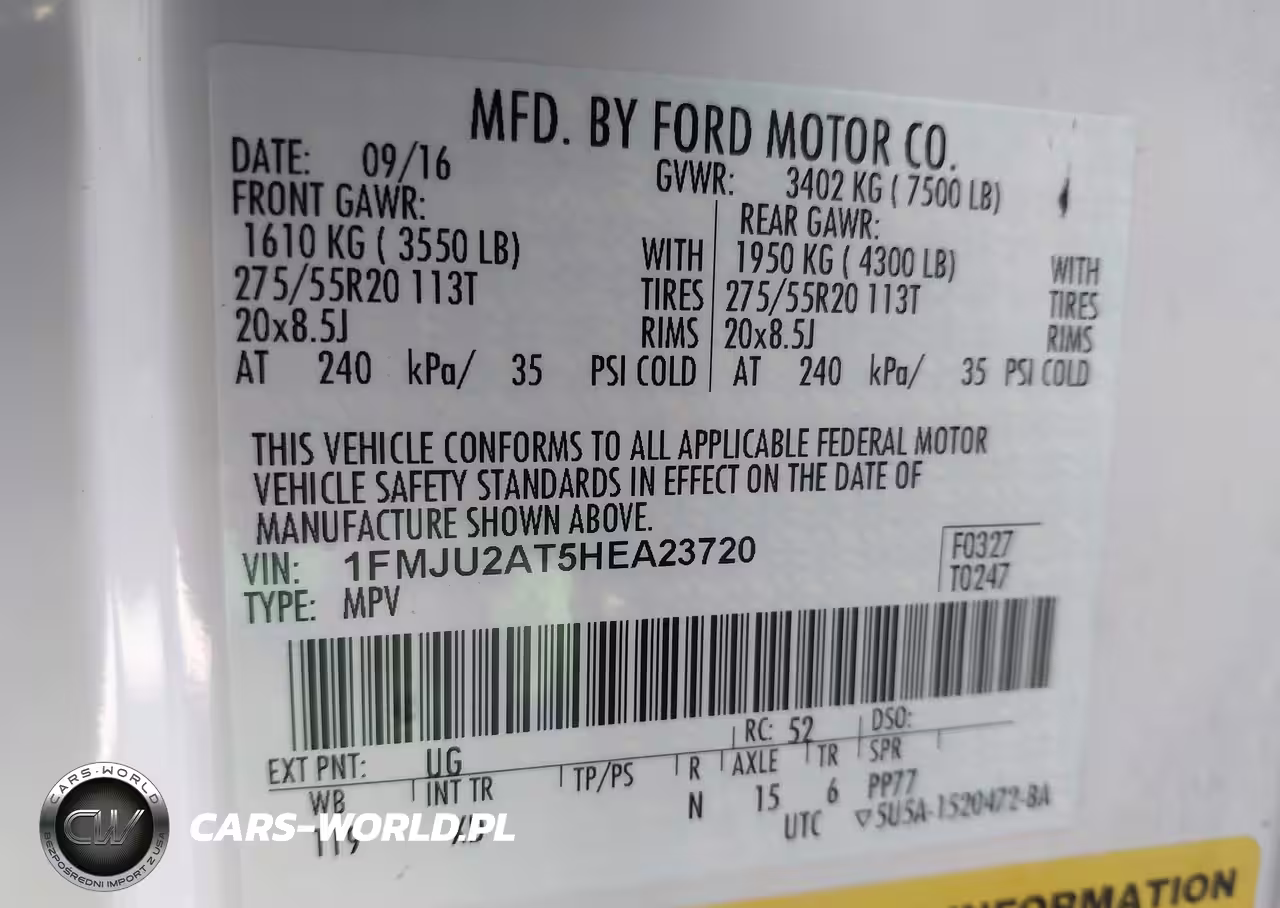 MFD. BY FORD MOTOR CO.
DATE: 09/16 GVWR: 3402 KG ( 7500 LB)
FRONT GAWR: REAR GAWR:
1610 KG ( 3550 LB) WITH 1950 KG ( 4300 LB) WITH
275/55R20 113T TIRES 275/55R20 113T TIRES
20x8.5J RIMS 20x8.5J RIMS
AT 240 kPa/ 35 PSI COLD AT 240 kPa/ 35 PSI COLD
THIS VEHICLE CONFORMS TO ALL APPLICABLE FEDERAL MOTOR
VEHICLE SAFETY STANDARDS IN EFFECT ON THE DATE OF
MANUFACTURE SHOWN ABOVE.
VIN: 1FMJU2AT5HEA23720
F0327
T0247
TYPE: MPV
EXT PNT: UG RC: 52 DSO:
WB INT TR TP/PS R AXLE TR SPR
119 N 15 6 PP77
UTC ▽5U5A-1520472-BA
CARS-WORLD
CW
BEZPOŚREDNI IMPORT Z USA
CARS-WORLD.PL
INFORMATION